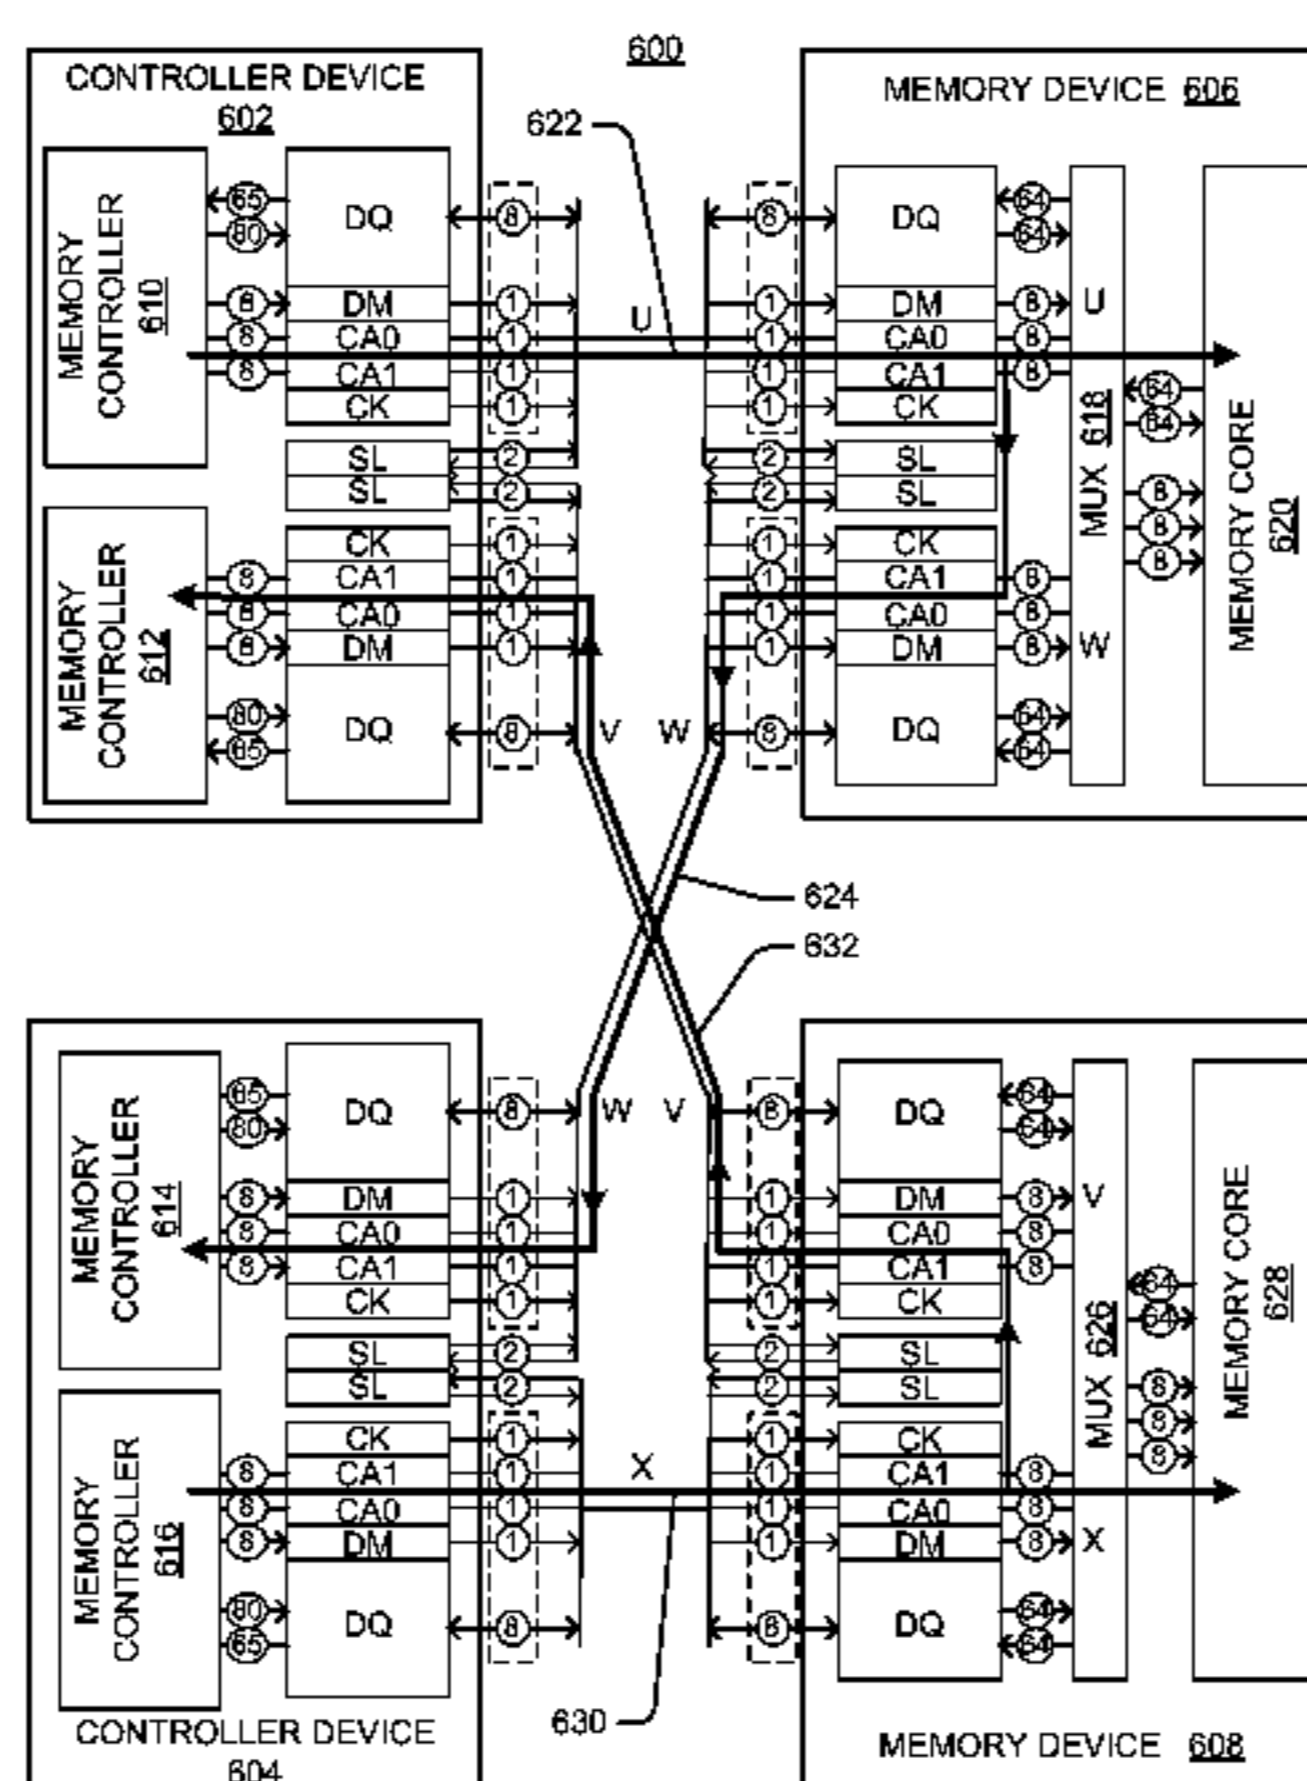 600
CONTROLLER DEVICE
602
MEMORY CONTROLLER
610
65
80
8
8
8
DQ
DM
CA0
CA1
CK
SL
SL
CK
CA1
CA0
DM
DQ
MEMORY CONTROLLER
612
8
8
8
80
65
8
1
1
1
1
2
2
1
1
1
1
8
622
U
V
W
8
1
1
1
1
2
2
1
1
1
1
8
MEMORY DEVICE 606
DQ
DM
CA0
CA1
CK
SL
SL
CK
CA1
CA0
DM
DQ
64
64
8
8
8
8
8
8
64
64
U
MUX 618
W
64
64
8
8
8
MEMORY CORE
620
624
632
MEMORY CONTROLLER
614
65
80
8
8
8
DQ
DM
CA0
CA1
CK
SL
SL
CK
CA1
CA0
DM
DQ
MEMORY CONTROLLER
616
8
8
8
80
65
CONTROLLER DEVICE
604
8
1
1
1
1
2
2
1
1
1
1
8
W
V
X
630
8
1
1
1
1
2
2
1
1
1
1
8
DQ
DM
CA0
CA1
CK
SL
SL
CK
CA1
CA0
DM
DQ
64
64
8
8
8
8
8
8
64
64
V
MUX 626
X
64
64
8
8
8
MEMORY CORE
628
MEMORY DEVICE 608